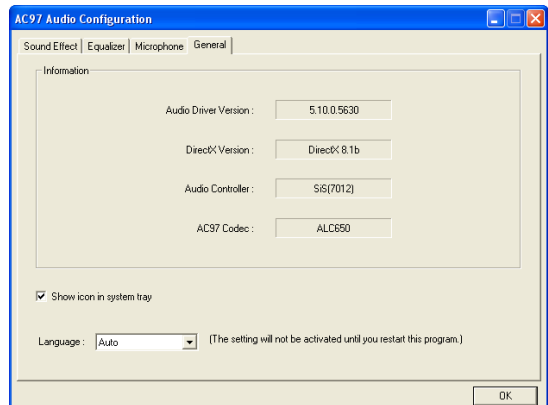 AC97 Audio Configuration
Sound Effect Equalizer Microphone General
Information
Audio Driver Version : 5.10.0.5630
DirectX Version : DirectX 8.1b
Audio Controller : SiS(7012)
AC97 Codec : ALC650
Show icon in system tray
Language : Auto (The setting will not be activated until you restart this program.)
OK